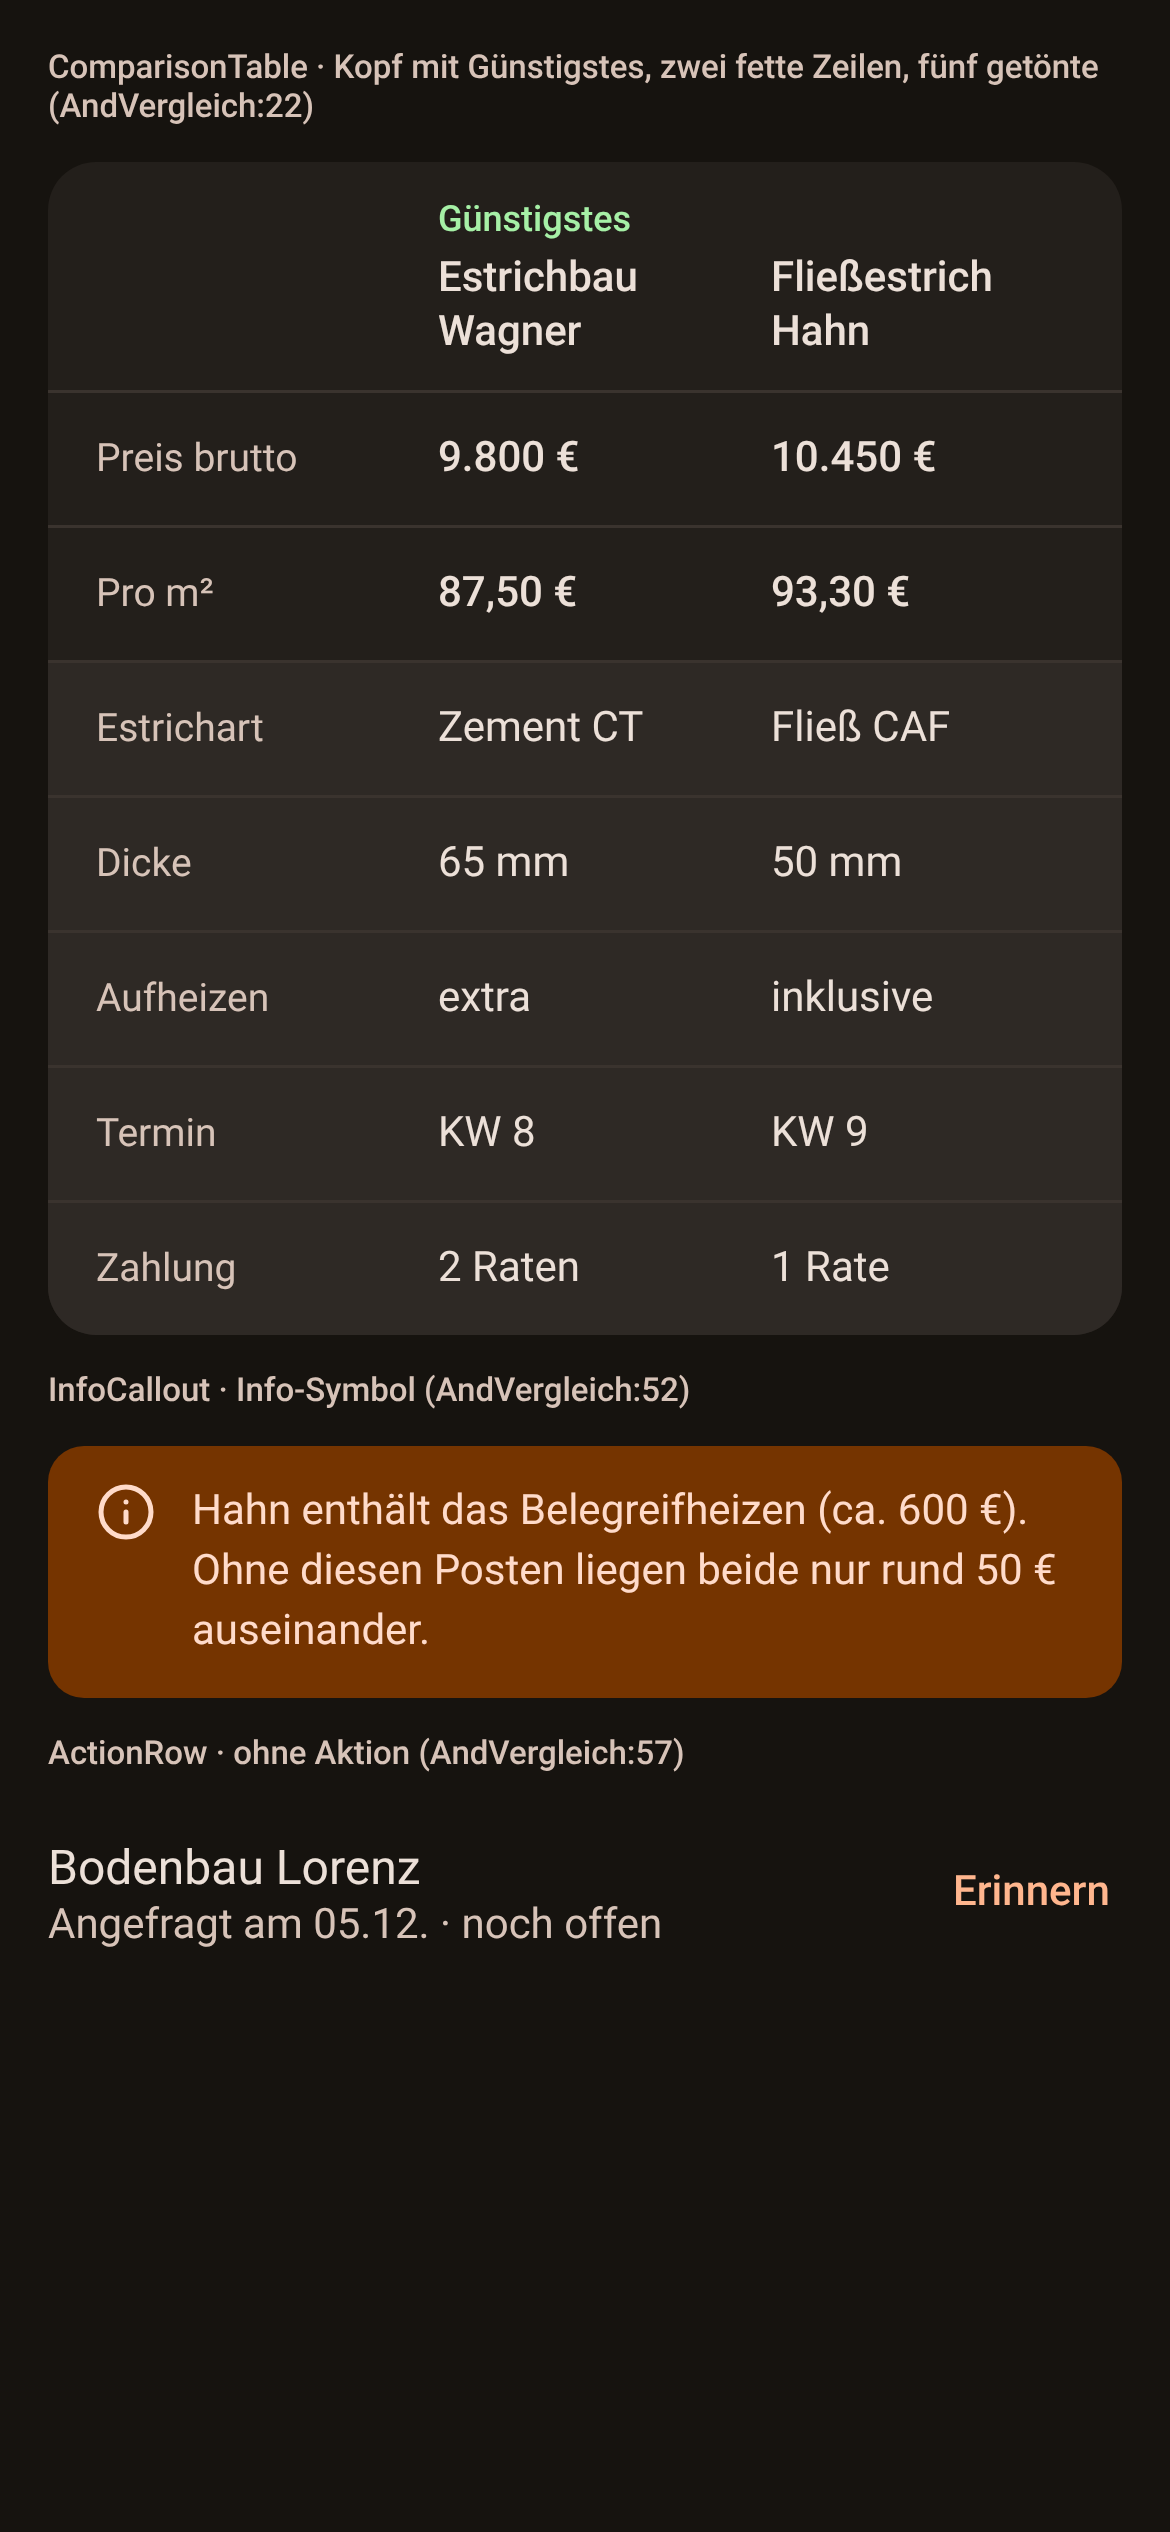 ComparisonTable · Kopf mit Günstigstes, zwei fette Zeilen, fünf getönte
(AndVergleich:22)
Günstigstes
Estrichbau Wagner
Fließestrich Hahn
Preis brutto 9.800 € 10.450 €
Pro m² 87,50 € 93,30 €
Estrichart Zement CT Fließ CAF
Dicke 65 mm 50 mm
Aufheizen extra inklusive
Termin KW 8 KW 9
Zahlung 2 Raten 1 Rate
InfoCallout · Info-Symbol (AndVergleich:52)
Hahn enthält das Belegreifheizen (ca. 600 €).
Ohne diesen Posten liegen beide nur rund 50 €
auseinander.
ActionRow · ohne Aktion (AndVergleich:57)
Bodenbau Lorenz
Angefragt am 05.12. · noch offen
Erinnern